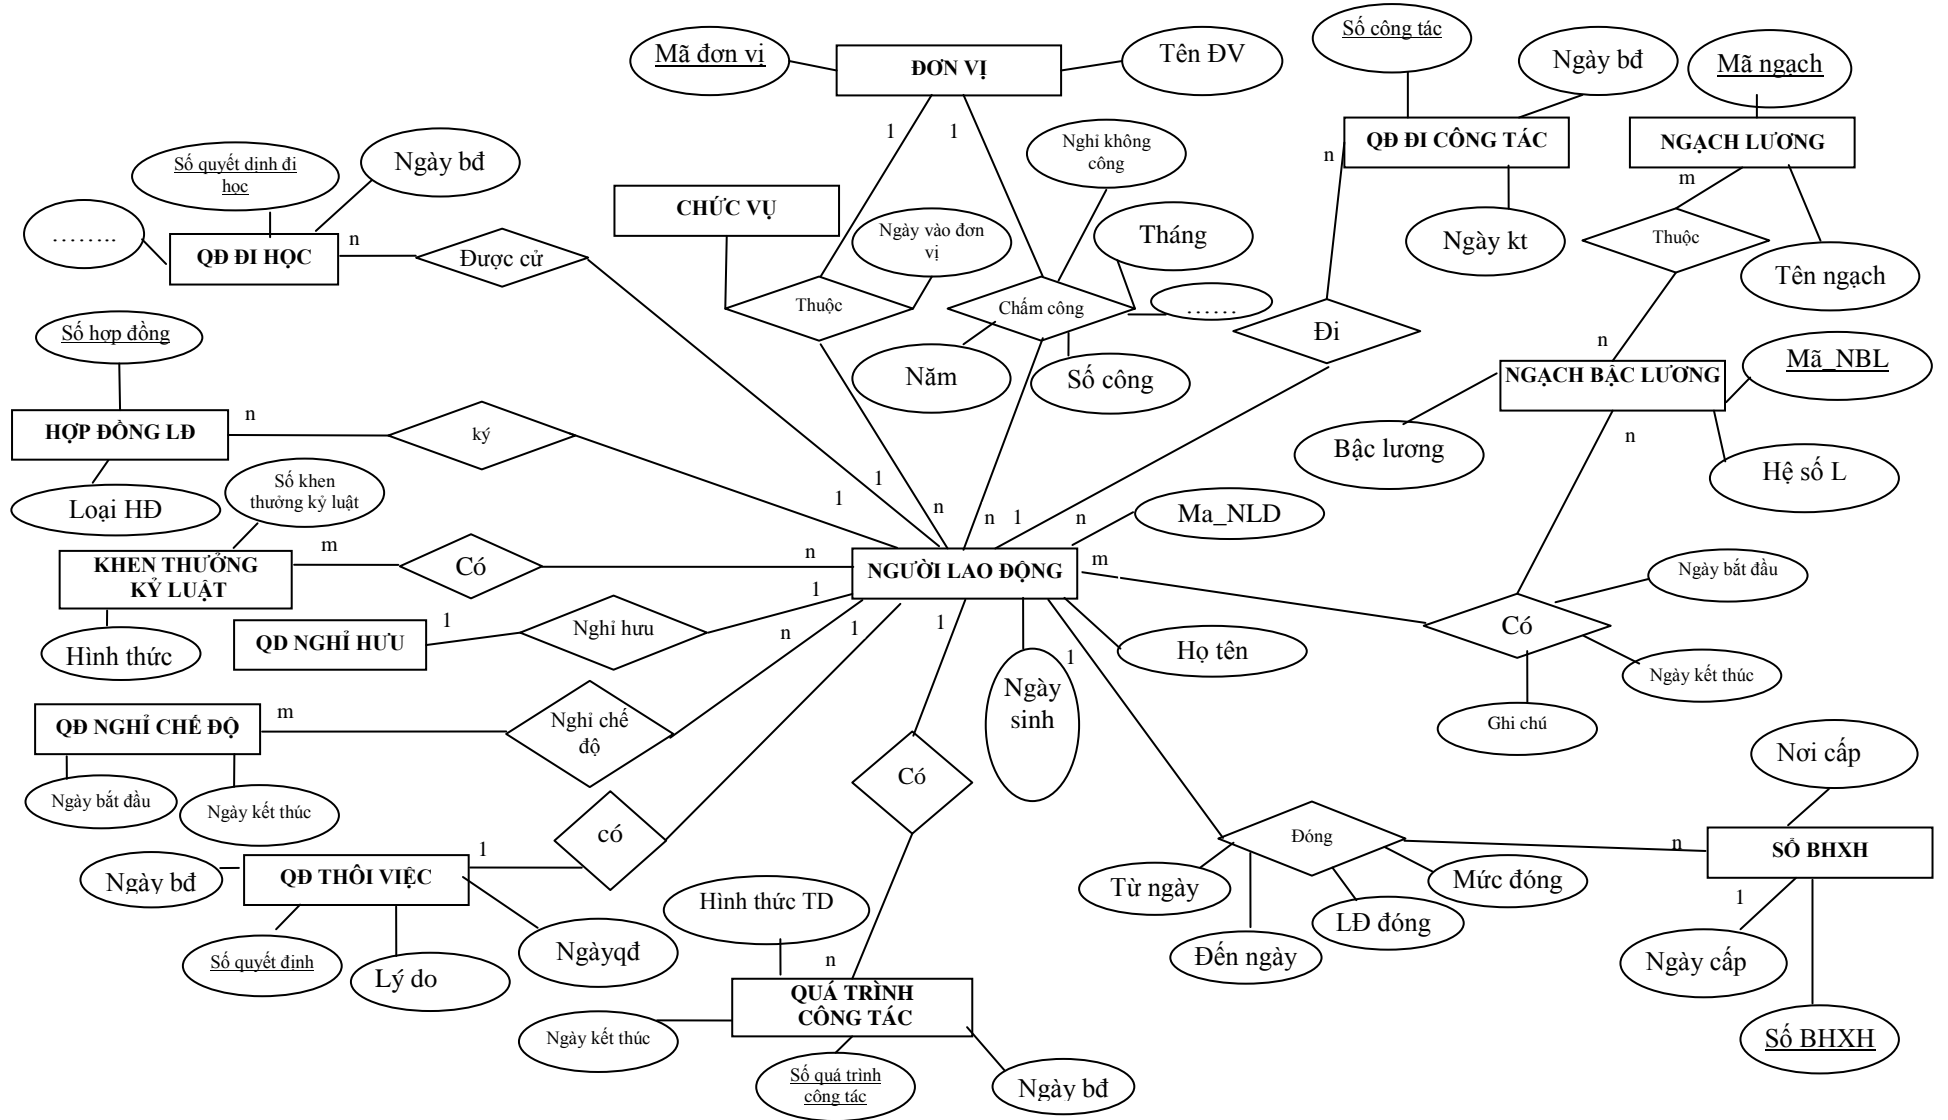 Số công tác
Mã đơn vị
ĐƠN VỊ
Tên ĐV
Ngày bđ
Mã ngạch
1
1
Nghỉ không
công
n
QĐ ĐI CÔNG TÁC
NGẠCH LƯƠNG
Số quyết dịnh đi
học
Ngày bđ
m
CHỨC VỤ
……..
QĐ ĐI HỌC
n
Được cử
Ngày vào đơn
vị
Tháng
Ngày kt
Thuộc
Tên ngạch
Thuộc
Chấm công
……
Đi
Số hợp đồng
n
Năm
Số công
NGẠCH BẬC LƯƠNG
Mã_NBL
HỢP ĐỒNG LĐ
n
ký
n
Bậc lương
Hệ số L
Số khen
thưởng kỷ luật
Loại HĐ
1
1
n
n
1
n
Ma_NLD
KHEN THƯỞNG
KỶ LUẬT
m
Có
n
NGƯỜI LAO ĐỘNG
m
Ngày bắt đầu
1
QD NGHỈ HƯU
1
Nghỉ hưu
n
1
1
Có
Hình thức
Họ tên
1
Ngày
sinh
Ngày kết thúc
QĐ NGHỈ CHẾ ĐỘ
m
Nghỉ chế
độ
Ghi chú
Có
Nơi cấp
Ngày bắt đầu
Ngày kết thúc
có
Đóng
n
SỔ BHXH
1
Ngày bđ
QĐ THÔI VIỆC
Hình thức TD
Từ ngày
Mức đóng
1
LĐ đóng
Số quyết định
Lý do
Ngàyqđ
Đến ngày
Ngày cấp
n
QUÁ TRÌNH
CÔNG TÁC
Ngày kết thúc
Số BHXH
Số quá trình
công tác
Ngày bđ